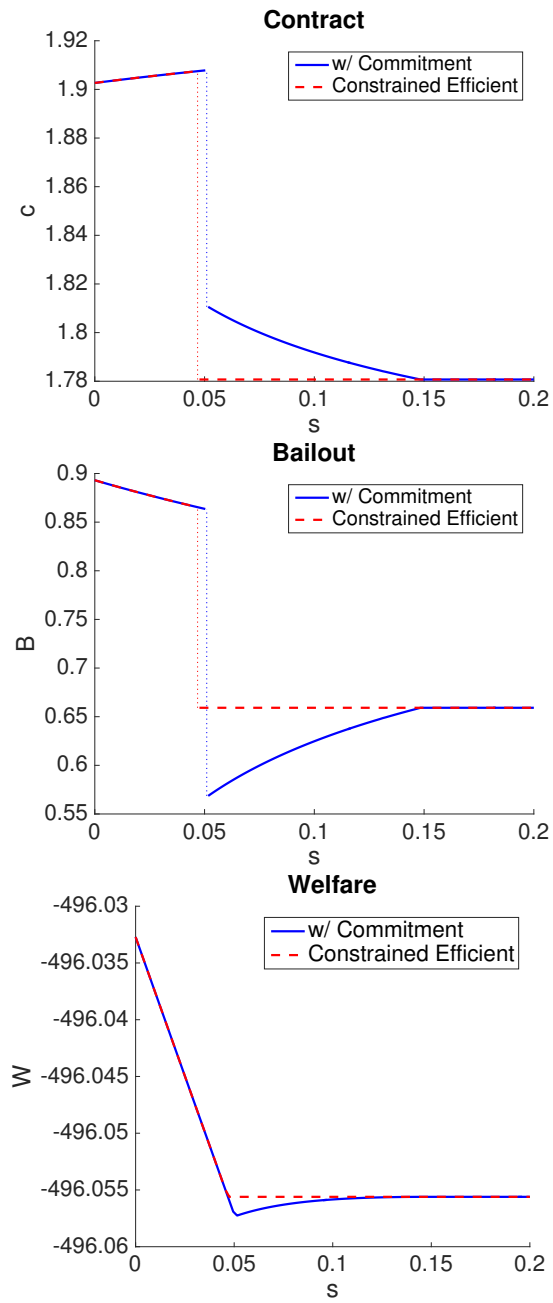 Contract
1.92
1.9
1.88
1.86
1.84
1.82
1.8
1.78
c
w/ Commitment
Constrained Efficient
0 0.05 0.1 0.15 0.2
s
Bailout
0.9
0.85
0.8
0.75
0.7
0.65
0.6
0.55
B
w/ Commitment
Constrained Efficient
0 0.05 0.1 0.15 0.2
s
Welfare
-496.03
-496.035
-496.04
-496.045
-496.05
-496.055
-496.06
W
w/ Commitment
Constrained Efficient
0 0.05 0.1 0.15 0.2
s